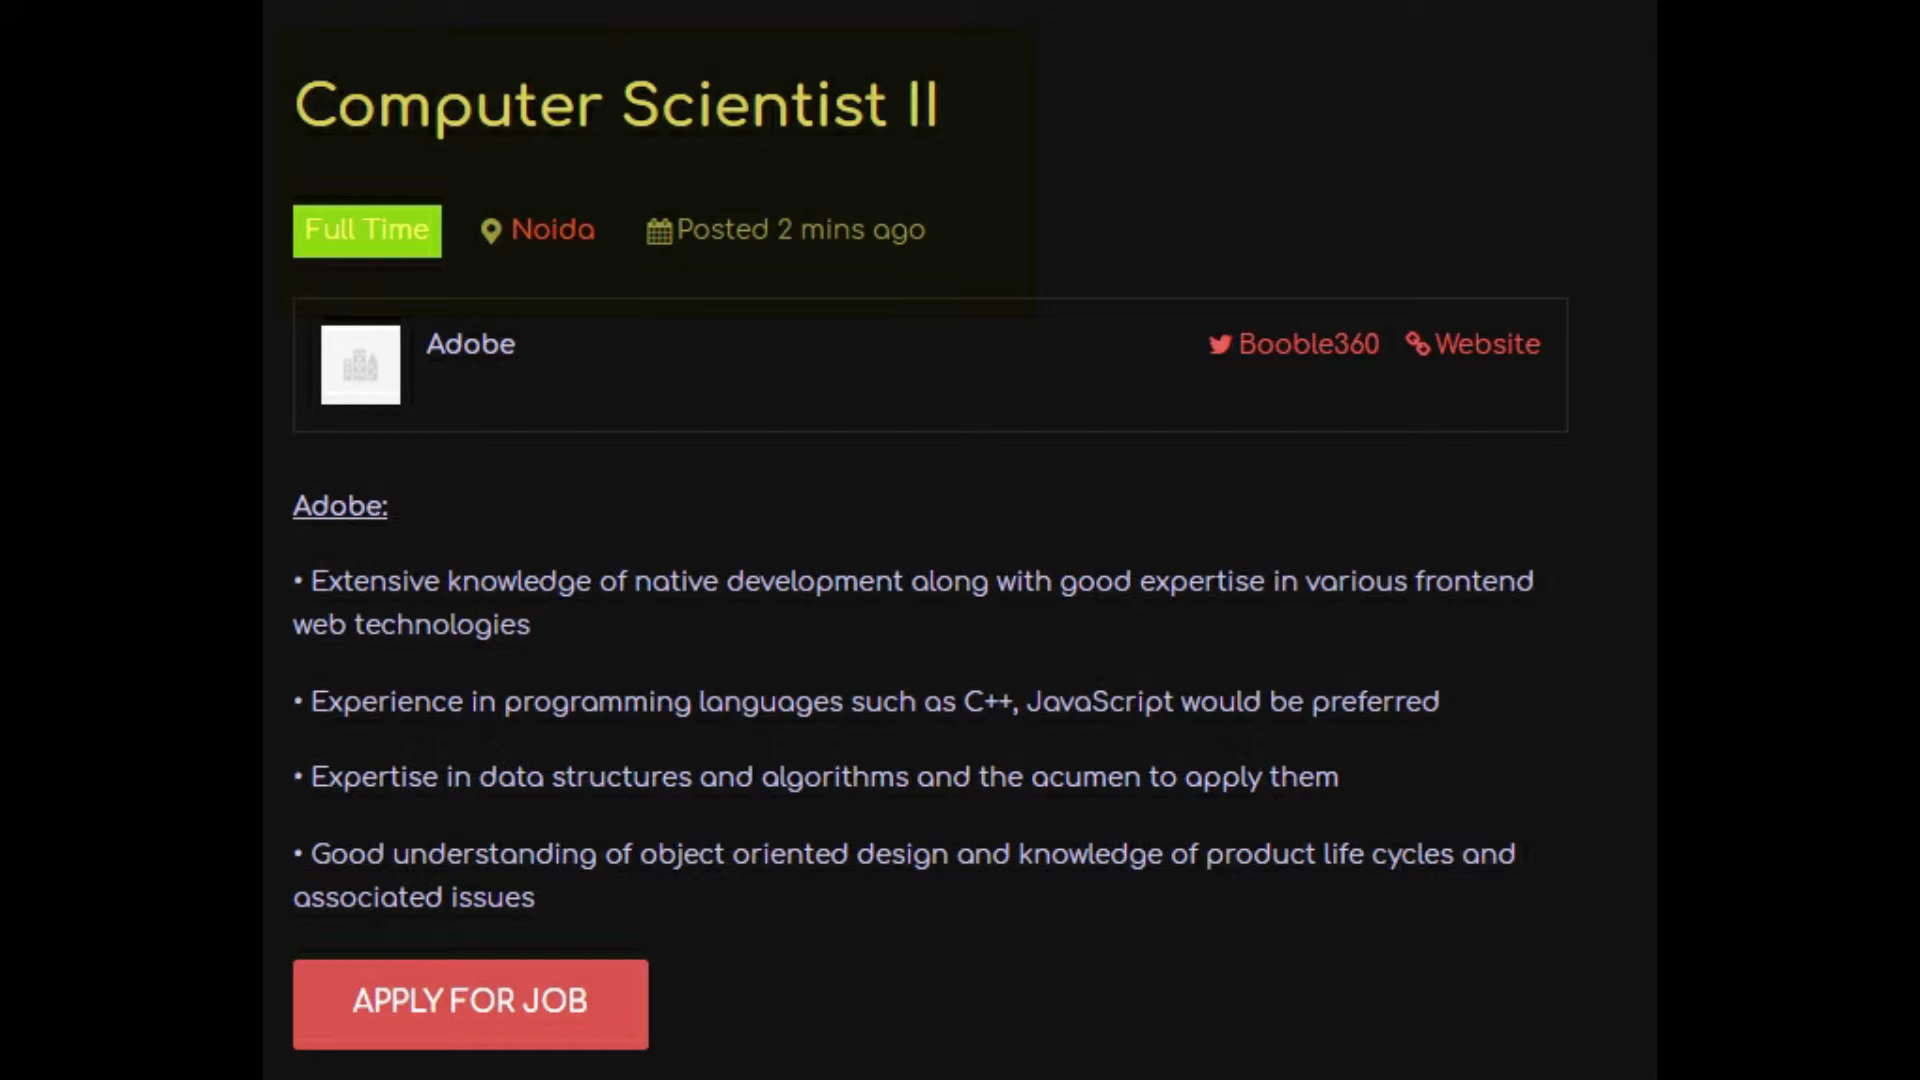 Computer Scientist II
Full Time Noida Posted 2 mins ago
Adobe Booble360 Website
Adobe:
• Extensive knowledge of native development along with good expertise in various frontend
web technologies
• Experience in programming languages such as C++, JavaScript would be preferred
• Expertise in data structures and algorithms and the acumen to apply them
• Good understanding of object oriented design and knowledge of product life cycles and
associated issues
APPLY FOR JOB